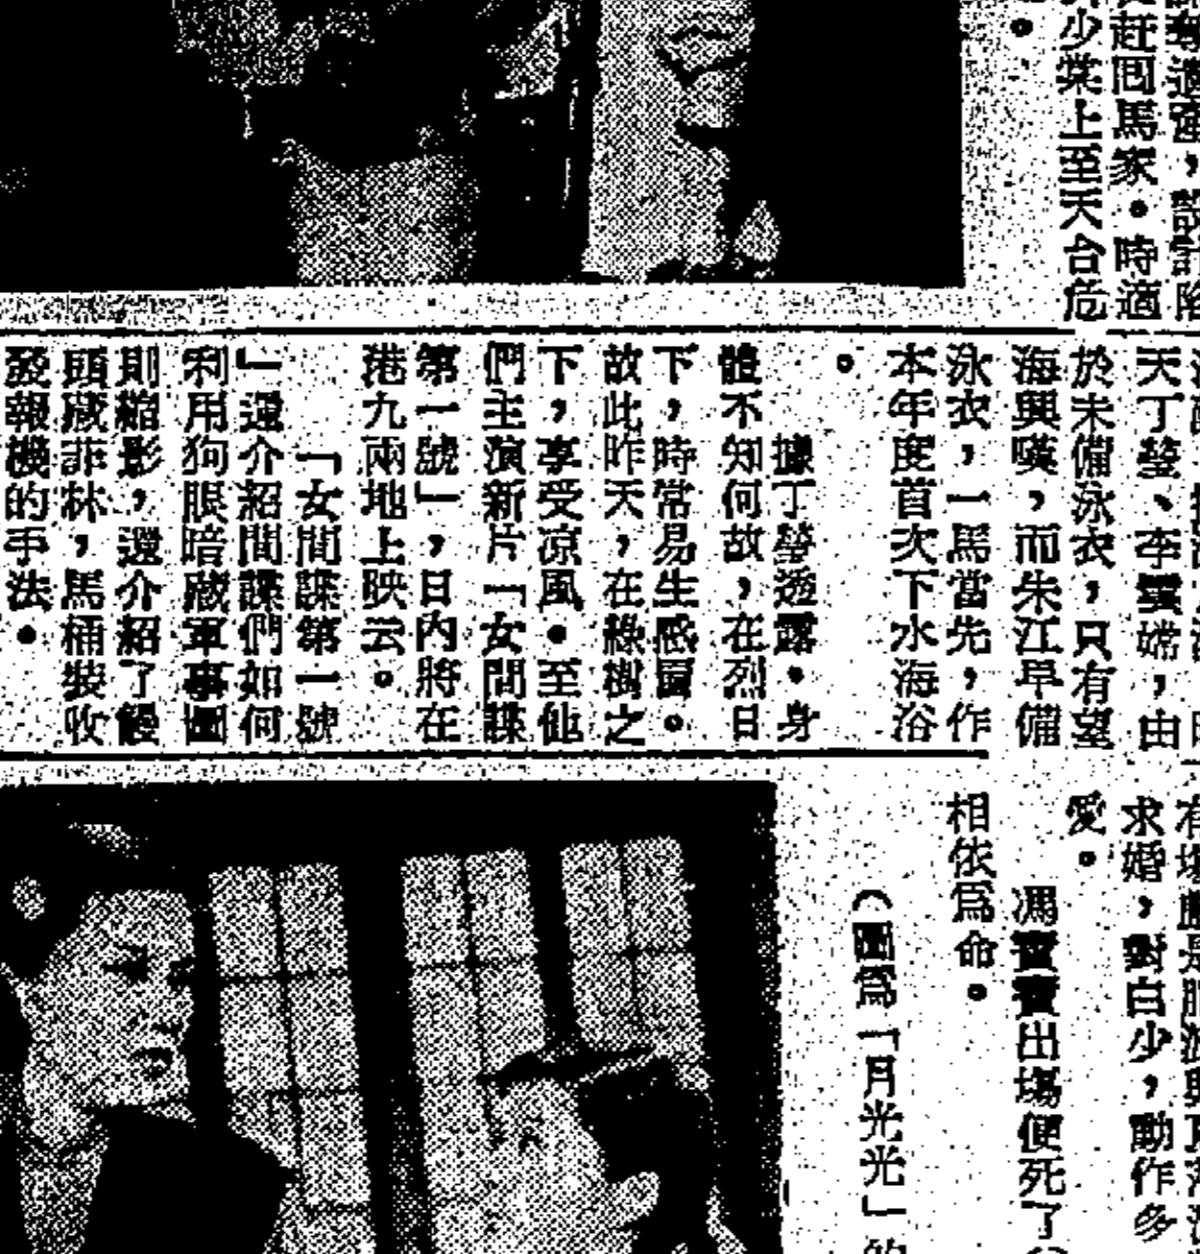 赶囘馬家。時適
少棠上至天台危
。
天丁瑩、李賽嫦，由
於未備泳衣，只有望
海興嘆，而朱江早備
泳衣，一馬當先，作
本年度首次下水海浴
。
據丁瑩透露，身
體不知何故，在烈日
下，時常易生感冒。
故此昨天，在綠樹之
下，享受凉風。至他
們主演新片「女間諜
第一號」，日內將在
港九兩地上映云。
「女間諜第一號
」還介紹間諜們如何
利用狗眼暗藏軍事圖
則縮影，還介紹了饅
頭藏菲林，馬桶裝收
發報機的手法。
求婚，對白少，動作多
愛。
馮寶寶出塲便死了
相依爲命。
（圖爲「月光光」的